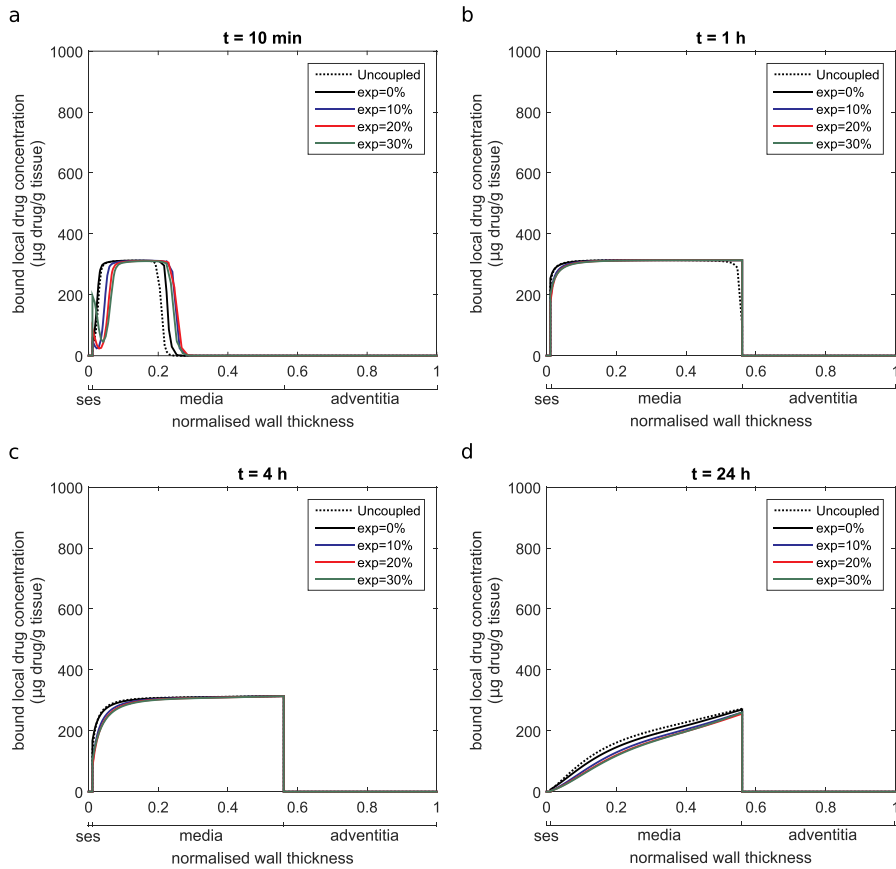 a
t = 10 min
1000
800
600
400
200
0
bound local drug concentration
(µg drug/g tissue)
Uncoupled
exp=0%
exp=10%
exp=20%
exp=30%
0 0.2 0.4 0.6 0.8 1
ses media adventitia
normalised wall thickness
b
t = 1 h
1000
800
600
400
200
0
bound local drug concentration
(µg drug/g tissue)
Uncoupled
exp=0%
exp=10%
exp=20%
exp=30%
0 0.2 0.4 0.6 0.8 1
ses media adventitia
normalised wall thickness
c
t = 4 h
1000
800
600
400
200
0
bound local drug concentration
(µg drug/g tissue)
Uncoupled
exp=0%
exp=10%
exp=20%
exp=30%
0 0.2 0.4 0.6 0.8 1
ses media adventitia
normalised wall thickness
d
t = 24 h
1000
800
600
400
200
0
bound local drug concentration
(µg drug/g tissue)
Uncoupled
exp=0%
exp=10%
exp=20%
exp=30%
0 0.2 0.4 0.6 0.8 1
ses media adventitia
normalised wall thickness